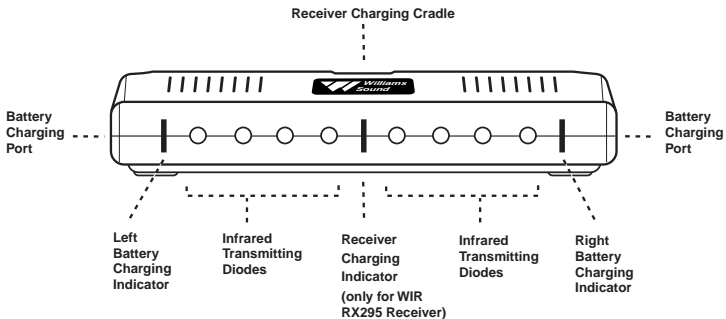 Receiver Charging Cradle
Williams
Sound
Battery
Charging
Port
Battery
Charging
Port
Left
Battery
Charging
Indicator
Infrared
Transmitting
Diodes
Receiver
Charging
Indicator
(only for WIR
RX295 Receiver)
Infrared
Transmitting
Diodes
Right
Battery
Charging
Indicator